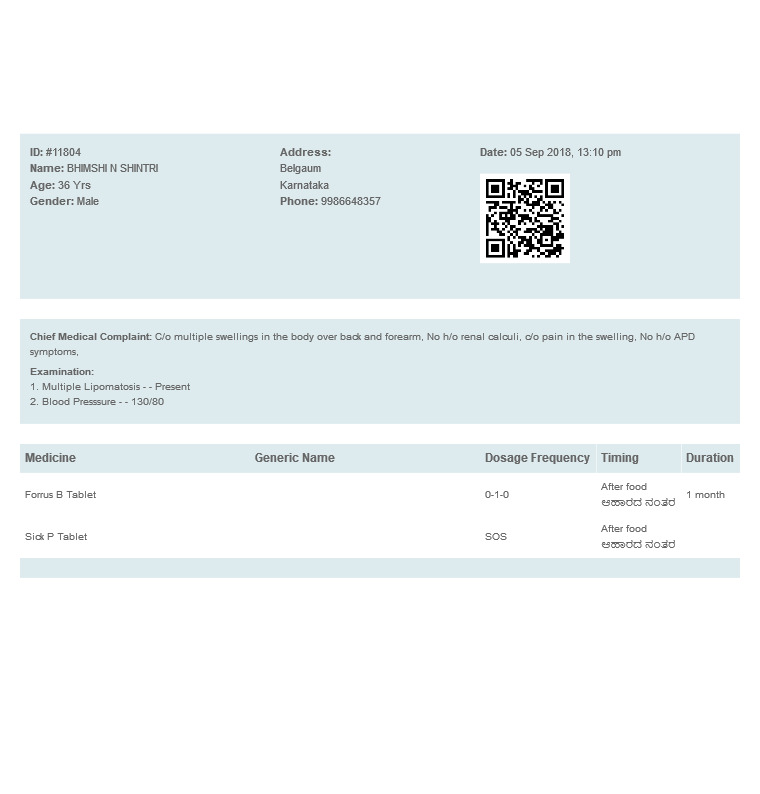 ID: #11804
Name: BHIMSHI N SHINTRI
Age: 36 Yrs
Gender: Male
Address:
Belgaum
Karnataka
Phone: 9986648357
Date: 05 Sep 2018, 13:10 pm
Chief Medical Complaint: C/o multiple swellings in the body over back and forearm, No h/o renal calculi, c/o pain in the swelling, No h/o APD
symptoms,
Examination:
1. Multiple Lipomatosis - - Present
2. Blood Presssure - - 130/80
Medicine Generic Name Dosage Frequency Timing Duration
Forrus B Tablet 0-1-0 After food 1 month
ಆಹಾರದ ನಂತರ
Sick P Tablet SOS After food
ಆಹಾರದ ನಂತರ